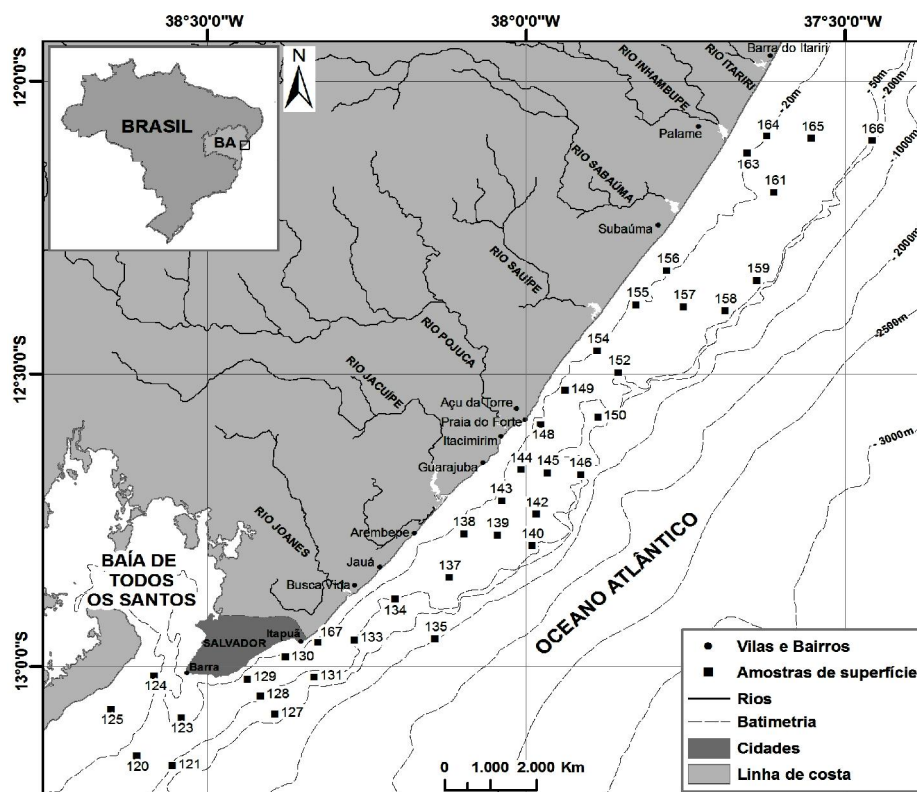 38°30'0"W
38°0'0"W
37°30'0"W
12°0'0"S
12°30'0"S
13°0'0"S
BRASIL
BA
N
RIO INHAMBUPE
RIO ITARIRI
Barra do Itariri
Palame
RIO SABAÚMA
Subaúma
RIO SAUÍPE
RIO POJUCA
RIO JACUÍPE
Açu da Torre
Praia do Forte
Itacimirim
Guarajuba
Arembepe
RIO JOANES
Jauá
Busca Vida
BAÍA DE
TODOS
OS SANTOS
SALVADOR
Itapuã
Barra
OCEANO ATLÂNTICO
-20m
-50m
-200m
-1000m
-2000m
-2500m
-3000m
164
165
166
163
161
156
159
155
157
158
154
152
149
150
148
144
145
146
143
142
138
139
140
137
134
135
133
167
130
131
129
128
127
124
125
123
120
121
0 1.000 2.000 Km
Vilas e Bairros
Amostras de superfície
Rios
Batimetria
Cidades
Linha de costa